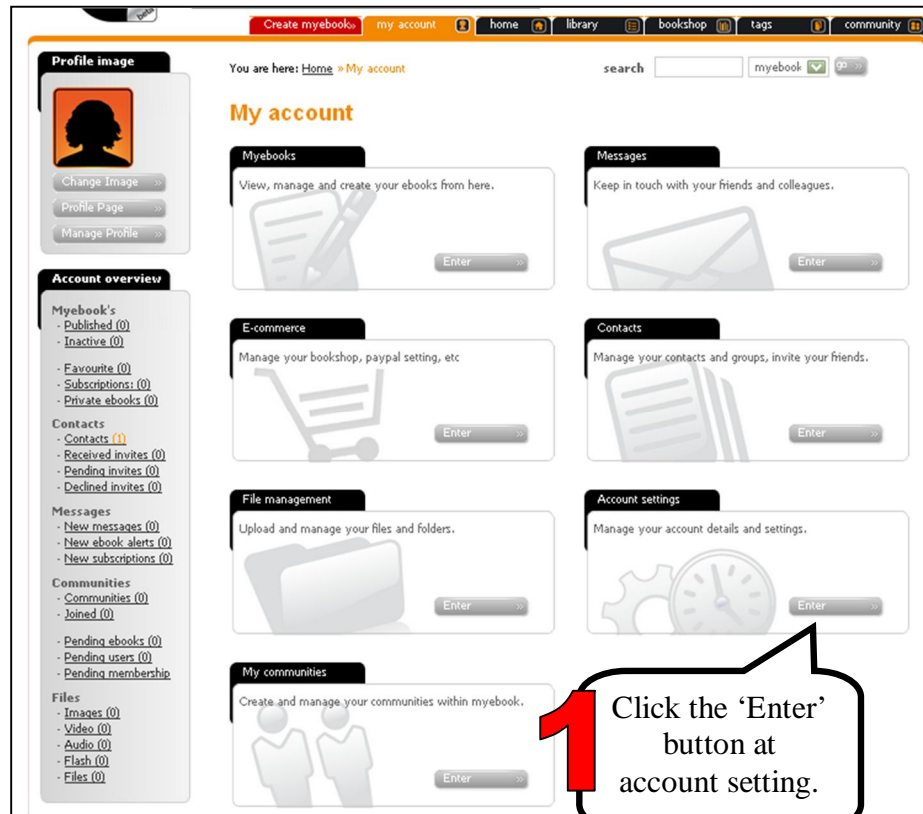 beta
Create myebook»
my account
home
library
bookshop
tags
community
Profile image
Change Image »
Profile Page »
Manage Profile »
Account overview
Myebook's
- Published (0)
- Inactive (0)
- Favourite (0)
- Subscriptions: (0)
- Private ebooks (0)
Contacts
- Contacts (1)
- Received invites (0)
- Pending invites (0)
- Declined invites (0)
Messages
- New messages (0)
- New ebook alerts (0)
- New subscriptions (0)
Communities
- Communities (0)
- Joined (0)
- Pending ebooks (0)
- Pending users (0)
- Pending membership
Files
- Images (0)
- Video (0)
- Audio (0)
- Flash (0)
- Files (0)
You are here: Home » My account
search
myebook
go »
My account
Myebooks
View, manage and create your ebooks from here.
Enter »
Messages
Keep in touch with your friends and colleagues.
Enter »
E-commerce
Manage your bookshop, paypal setting, etc
Enter »
Contacts
Manage your contacts and groups, invite your friends.
Enter »
File management
Upload and manage your files and folders.
Enter »
Account settings
Manage your account details and settings.
Enter »
My communities
Create and manage your communities within myebook.
Enter »
1
Click the ‘Enter’
button at
account setting.